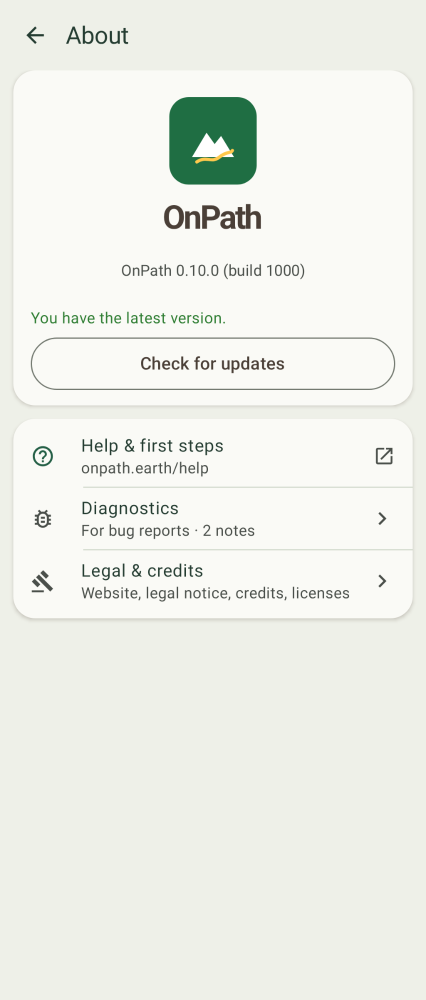 About
OnPath
OnPath 0.10.0 (build 1000)
You have the latest version.
Check for updates
Help & first steps
onpath.earth/help
Diagnostics
For bug reports · 2 notes
Legal & credits
Website, legal notice, credits, licenses